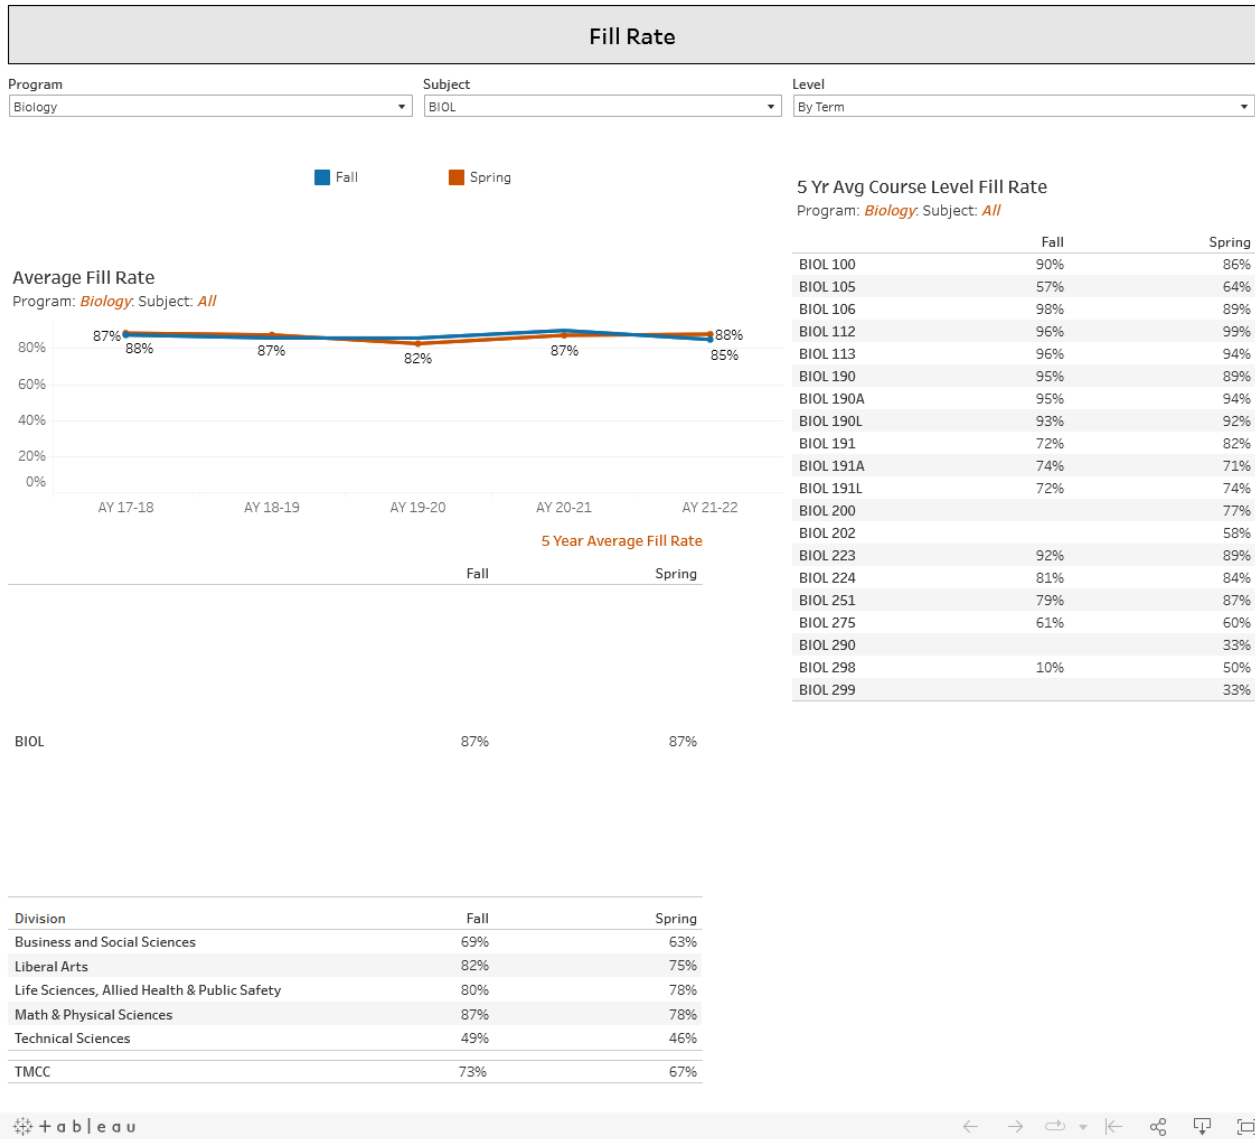 Fill Rate
Program Subject Level
Biology BIOL By Term
Fall Spring
5 Yr Avg Course Level Fill Rate
Program: Biology: Subject: All
Fall Spring
BIOL 100 90% 86%
BIOL 105 57% 64%
BIOL 106 98% 89%
BIOL 112 96% 99%
BIOL 113 96% 94%
BIOL 190 95% 89%
BIOL 190A 95% 94%
BIOL 190L 93% 92%
BIOL 191 72% 82%
BIOL 191A 74% 71%
BIOL 191L 72% 74%
BIOL 200 77%
BIOL 202 58%
BIOL 223 92% 89%
BIOL 224 81% 84%
BIOL 251 79% 87%
BIOL 275 61% 60%
BIOL 290 33%
BIOL 298 10% 50%
BIOL 299 33%
Average Fill Rate
Program: Biology: Subject: All
87% 88%
88% 87% 82% 87% 85%
80%
60%
40%
20%
0%
AY 17-18 AY 18-19 AY 19-20 AY 20-21 AY 21-22
5 Year Average Fill Rate
Fall Spring
BIOL 87% 87%
Division Fall Spring
Business and Social Sciences 69% 63%
Liberal Arts 82% 75%
Life Sciences, Allied Health & Public Safety 80% 78%
Math & Physical Sciences 87% 78%
Technical Sciences 49% 46%
TMCC 73% 67%
+ableau